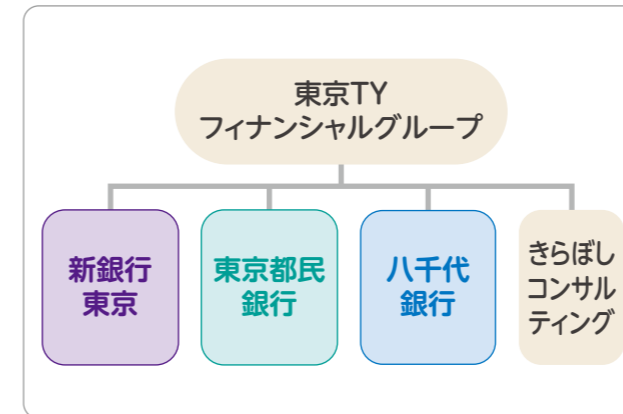 東京TY
フィナンシャルグループ
新銀行
東京
東京都民
銀行
八千代
銀行
きらぼし
コンサル
ティング